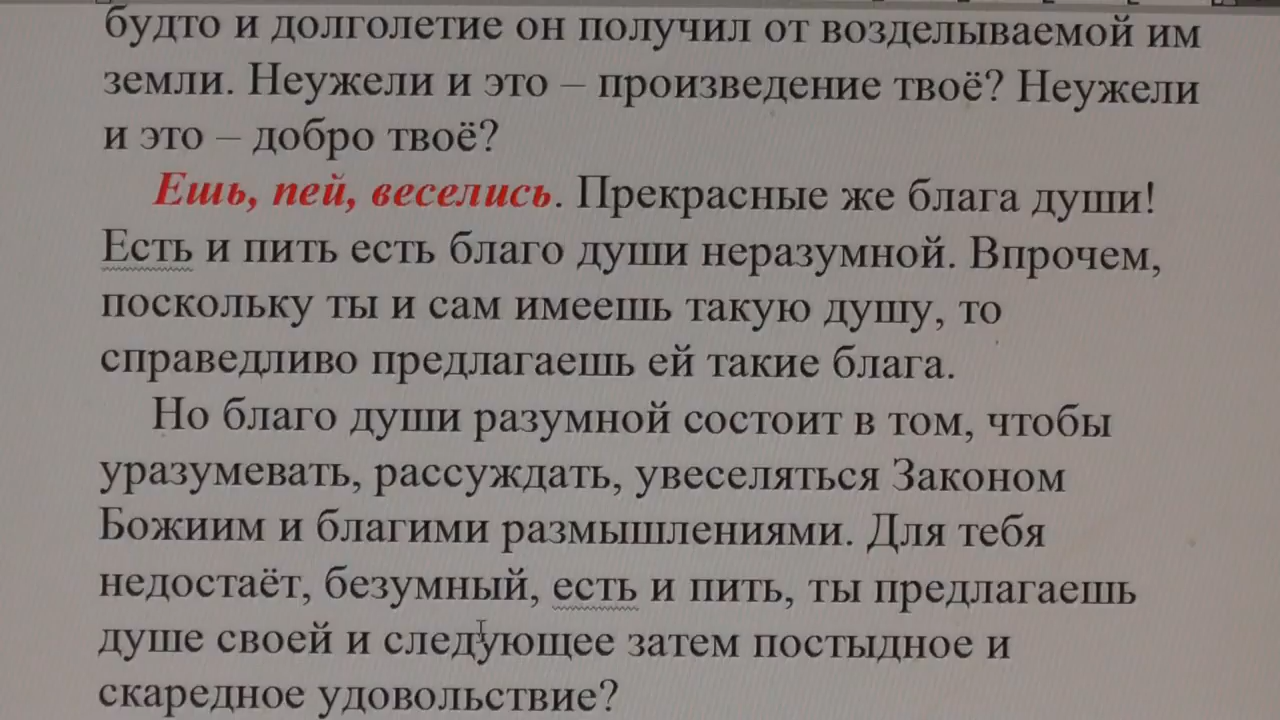 будто и долголетие он получил от возделываемой им
земли. Неужели и это – произведение твоё? Неужели
и это – добро твоё?
Ешь, пей, веселись. Прекрасные же блага души!
Есть и пить есть благо души неразумной. Впрочем,
поскольку ты и сам имеешь такую душу, то
справедливо предлагаешь ей такие блага.
Но благо души разумной состоит в том, чтобы
уразумевать, рассуждать, увеселяться Законом
Божиим и благими размышлениями. Для тебя
недостаёт, безумный, есть и пить, ты предлагаешь
душе своей и следующее затем постыдное и
скаредное удовольствие?